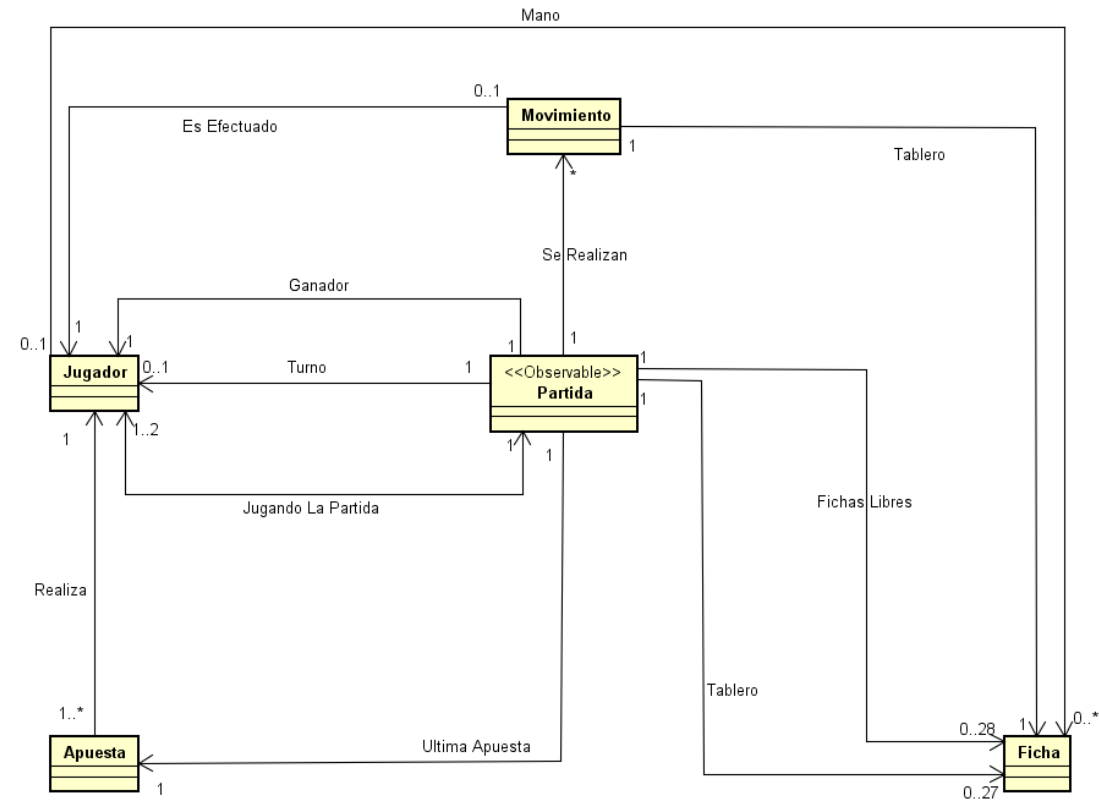 Mano
0..1
Movimiento
Es Efectuado
1
Tablero
*
Se Realizan
Ganador
1
1
1
0..1
1
1
Jugador
0..1
Turno
1
<<Observable>>
Partida
1
1
1..2
1
1
Jugando La Partida
Fichas Libres
Realiza
Tablero
1..*
Ultima Apuesta
0..28
1
0..*
Apuesta
Ficha
1
0..27